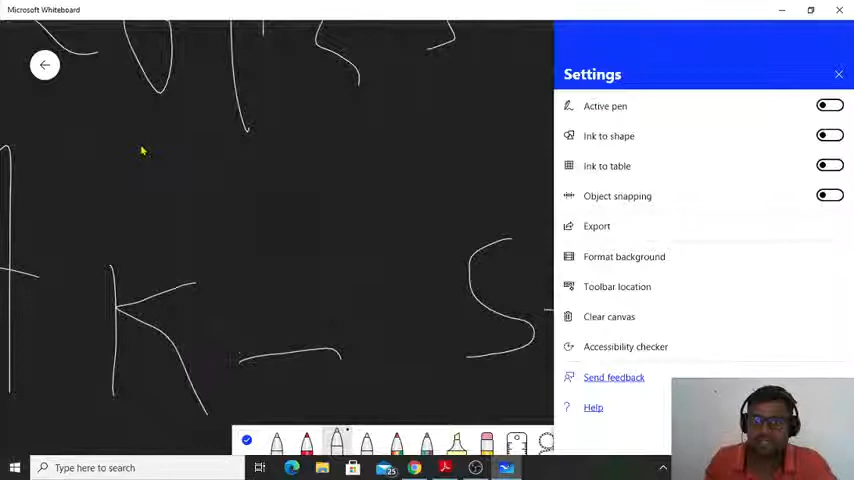 Microsoft Whiteboard
Settings
Active pen
Ink to shape
Ink to table
Object snapping
Export
Format background
Toolbar location
Clear canvas
Accessibility checker
Send feedback
? Help
K _ S
25
Type here to search